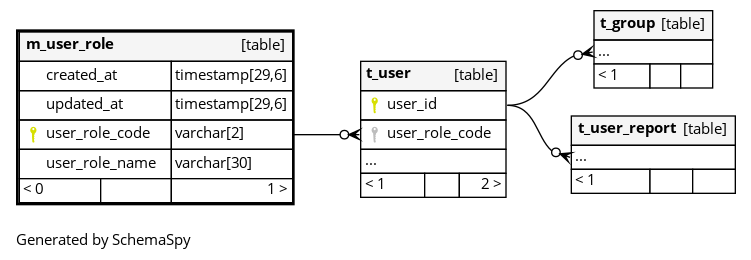 m_user_role [table]
created_at timestamp[29,6]
updated_at timestamp[29,6]
user_role_code varchar[2]
user_role_name varchar[30]
< 0 1 >
t_user [table]
user_id
user_role_code
...
< 1 2 >
t_group [table]
...
< 1
t_user_report [table]
...
< 1
Generated by SchemaSpy